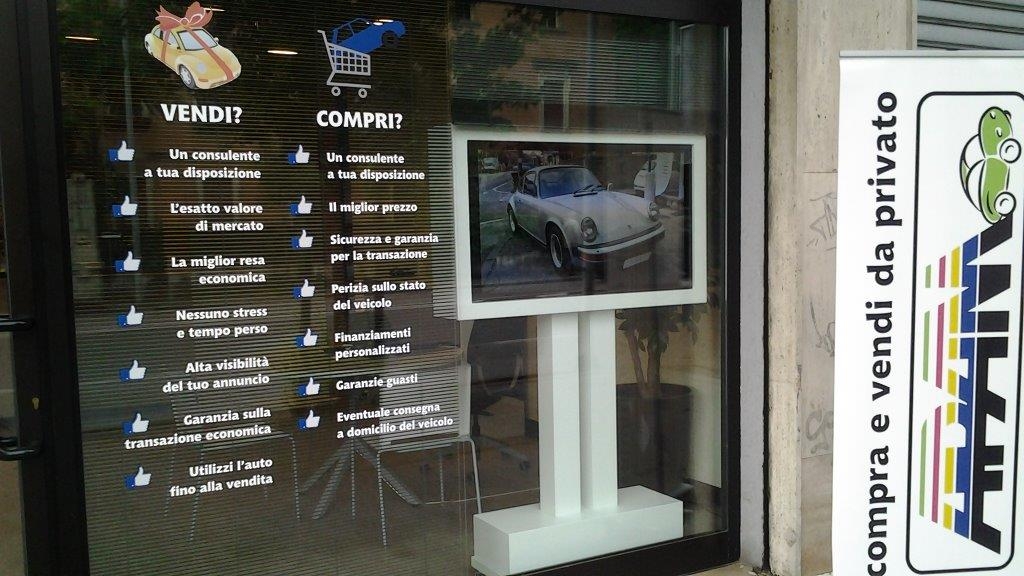 VENDI?
Un consulente
a tua disposizione
L'esatto valore
di mercato
La miglior resa
economica
Nessuno stress
e tempo perso
Alta visibilità
del tuo annuncio
Garanzia sulla
transazione economica
Utilizzi l'auto
fino alla vendita
COMPRI?
Un consulente
a tua disposizione
Il miglior prezzo
Sicurezza e garanzia
per la transazione
Perizia sullo stato
del veicolo
Finanziamenti
personalizzati
Garanzie guasti
Eventuale consegna
a domicilio del veicolo
compra e vendi da privato